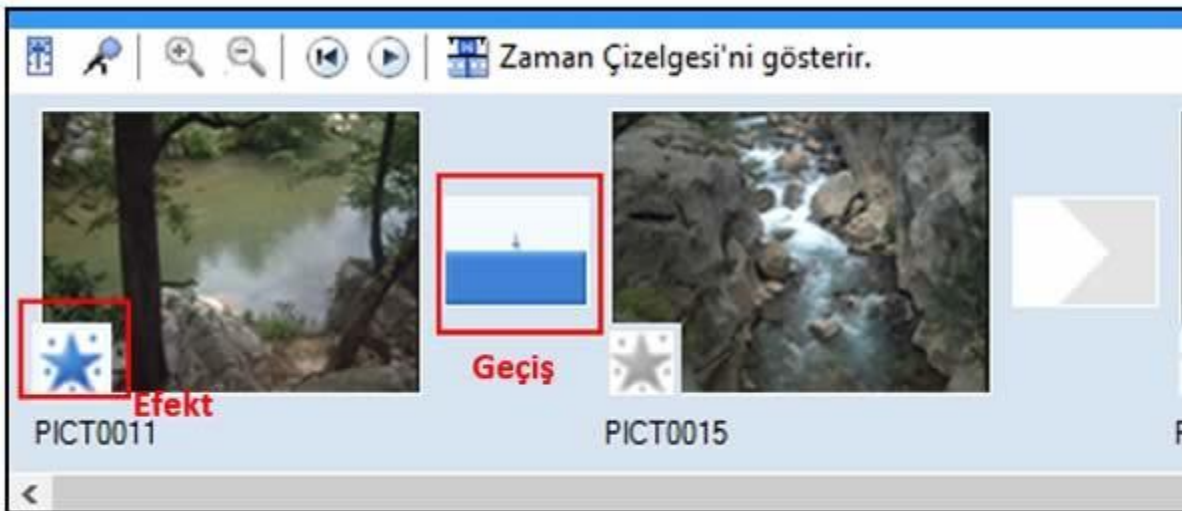 Zaman Çizelgesi'ni gösterir.
Geçiş
Efekt
PICT0011
PICT0015